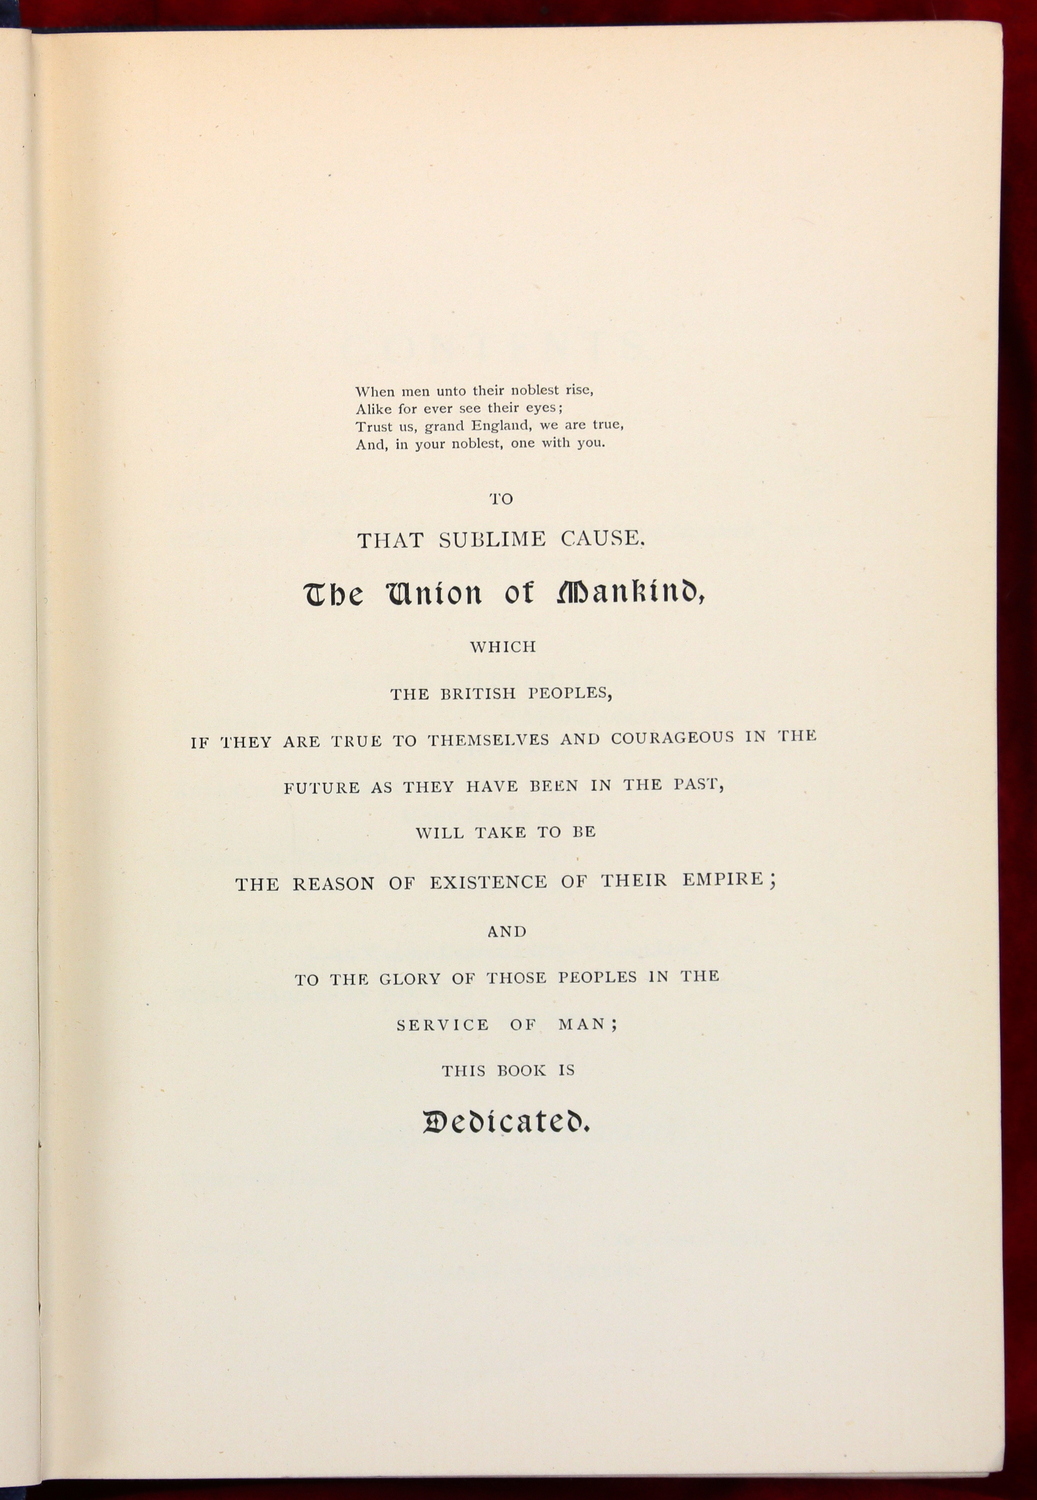 When men unto their noblest rise,
Alike for ever see their eyes;
Trust us, grand England, we are true,
And, in your noblest, one with you.
TO
THAT SUBLIME CAUSE.
The Union of Mankind,
WHICH
THE BRITISH PEOPLES,
IF THEY ARE TRUE TO THEMSELVES AND COURAGEOUS IN THE
FUTURE AS THEY HAVE BEEN IN THE PAST,
WILL TAKE TO BE
THE REASON OF EXISTENCE OF THEIR EMPIRE;
AND
TO THE GLORY OF THOSE PEOPLES IN THE
SERVICE OF MAN;
THIS BOOK IS
Dedicated.